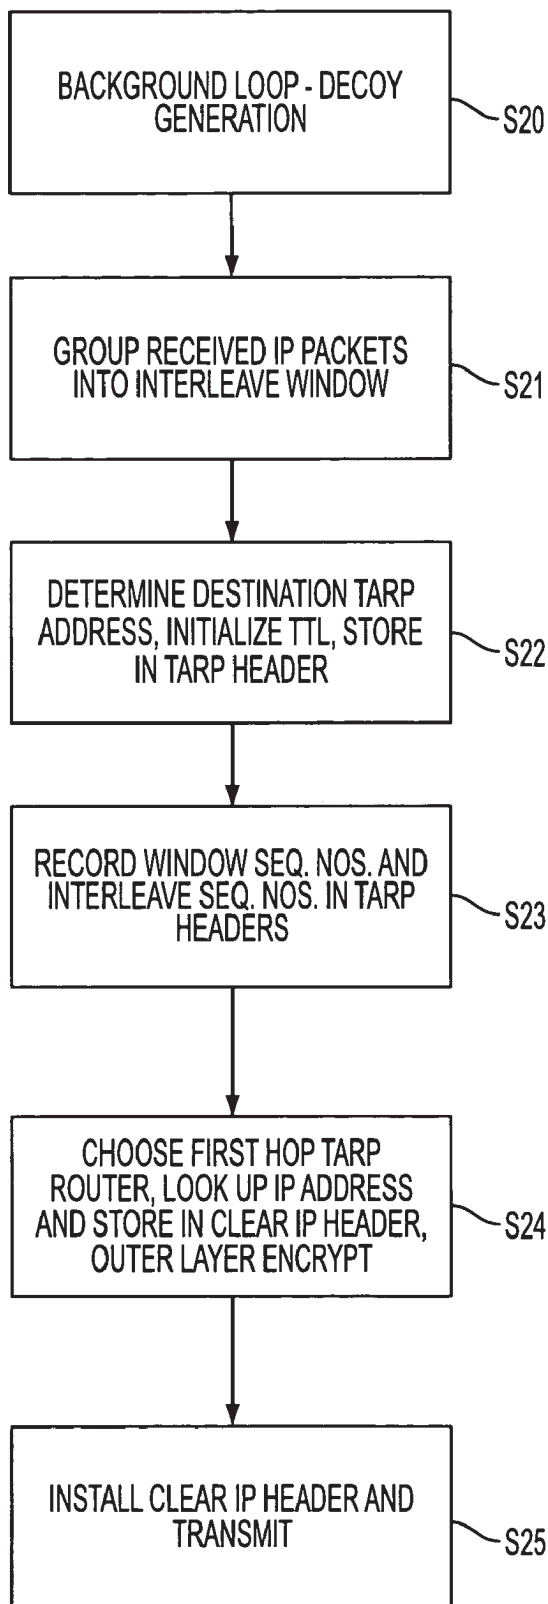 BACKGROUND LOOP - DECOY
GENERATION
S20
GROUP RECEIVED IP PACKETS
INTO INTERLEAVE WINDOW
S21
DETERMINE DESTINATION TARP
ADDRESS, INITIALIZE TTL, STORE
IN TARP HEADER
S22
RECORD WINDOW SEQ. NOS. AND
INTERLEAVE SEQ. NOS. IN TARP
HEADERS
S23
CHOOSE FIRST HOP TARP
ROUTER, LOOK UP IP ADDRESS
AND STORE IN CLEAR IP HEADER,
OUTER LAYER ENCRYPT
S24
INSTALL CLEAR IP HEADER AND
TRANSMIT
S25